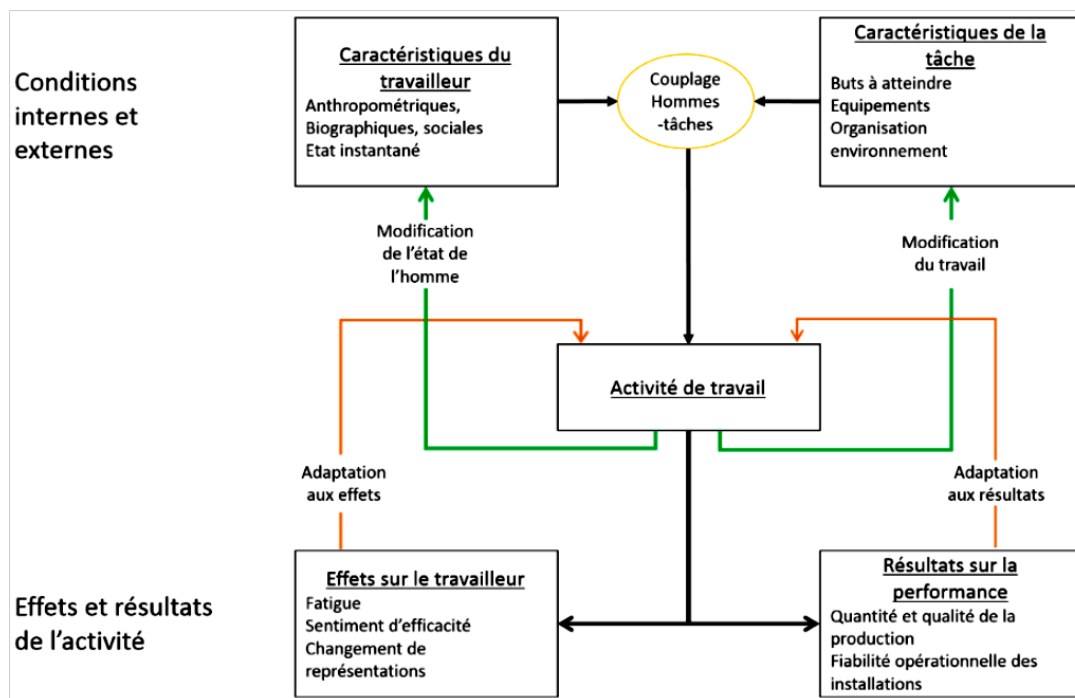 Conditions
internes et
externes
Caractéristiques du
travailleur
Anthropométriques,
Biographiques, sociales
Etat instantané
Couplage
Hommes
-tâches
Caractéristiques de la
tâche
Buts à atteindre
Equipements
Organisation
environnement
Modification
de l'état de
l'homme
Modification
du travail
Activité de travail
Adaptation
aux effets
Adaptation
aux résultats
Effets et résultats
de l'activité
Effets sur le travailleur
Fatigue
Sentiment d'efficacité
Changement de
représentations
Résultats sur la
performance
Quantité et qualité de la
production
Fiabilité opérationnelle des
installations